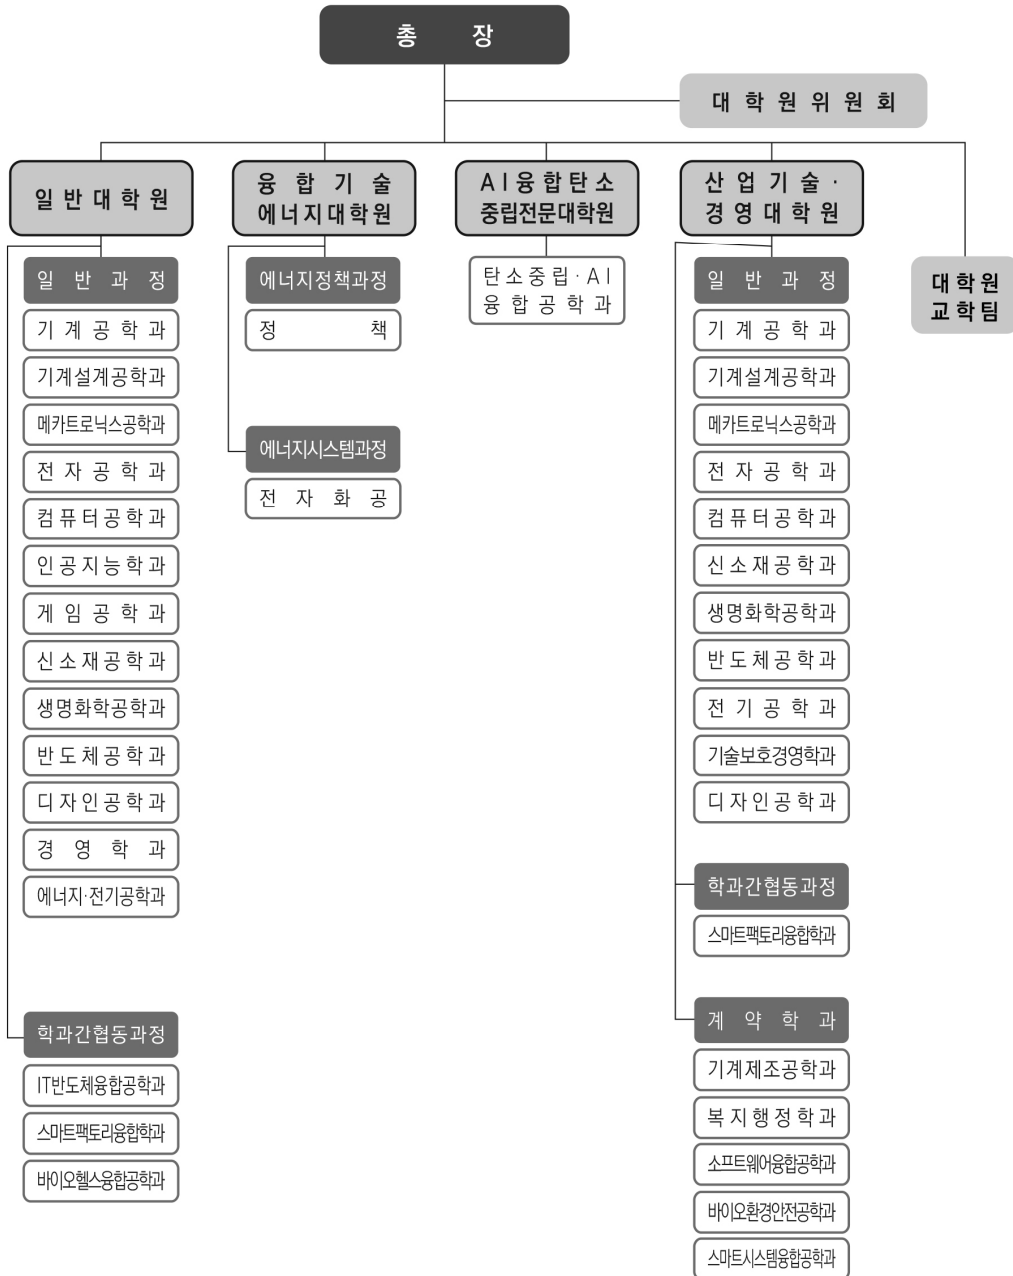 총 장
대학원위원회
일반대학원
일반과정
기계공학과
기계설계공학과
메카트로닉스공학과
전자공학과
컴퓨터공학과
인공지능학과
게임공학과
신소재공학과
생명화학공학과
반도체공학과
디자인공학과
경영학과
에너지·전기공학과
학과간협동과정
IT반도체융합공학과
스마트팩토리융합학과
바이오헬스융합공학과
융합기술
에너지대학원
에너지정책과정
정 책
에너지시스템과정
전자화공
AI융합탄소
중립전문대학원
탄소중립·AI
융합공학과
산업기술·
경영대학원
일반과정
기계공학과
기계설계공학과
메카트로닉스공학과
전자공학과
컴퓨터공학과
신소재공학과
생명화학공학과
반도체공학과
전기공학과
기술보호경영학과
디자인공학과
학과간협동과정
스마트팩토리융합학과
계약학과
기계제조공학과
복지행정학과
소프트웨어융합공학과
바이오환경안전공학과
스마트시스템융합공학과
대학원
교학팀